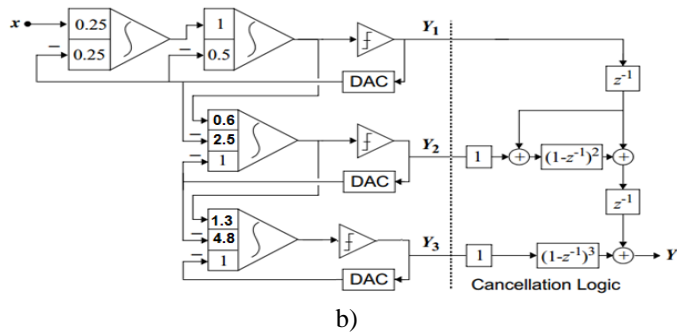 x
0.25
0.25
1
0.5
Y₁
DAC
z⁻¹
0.6
2.5
1
Y₂
1
+
(1-z⁻¹)²
+
DAC
z⁻¹
1.3
4.8
1
Y₃
1
(1-z⁻¹)³
+
Y
DAC
Cancellation Logic
b)